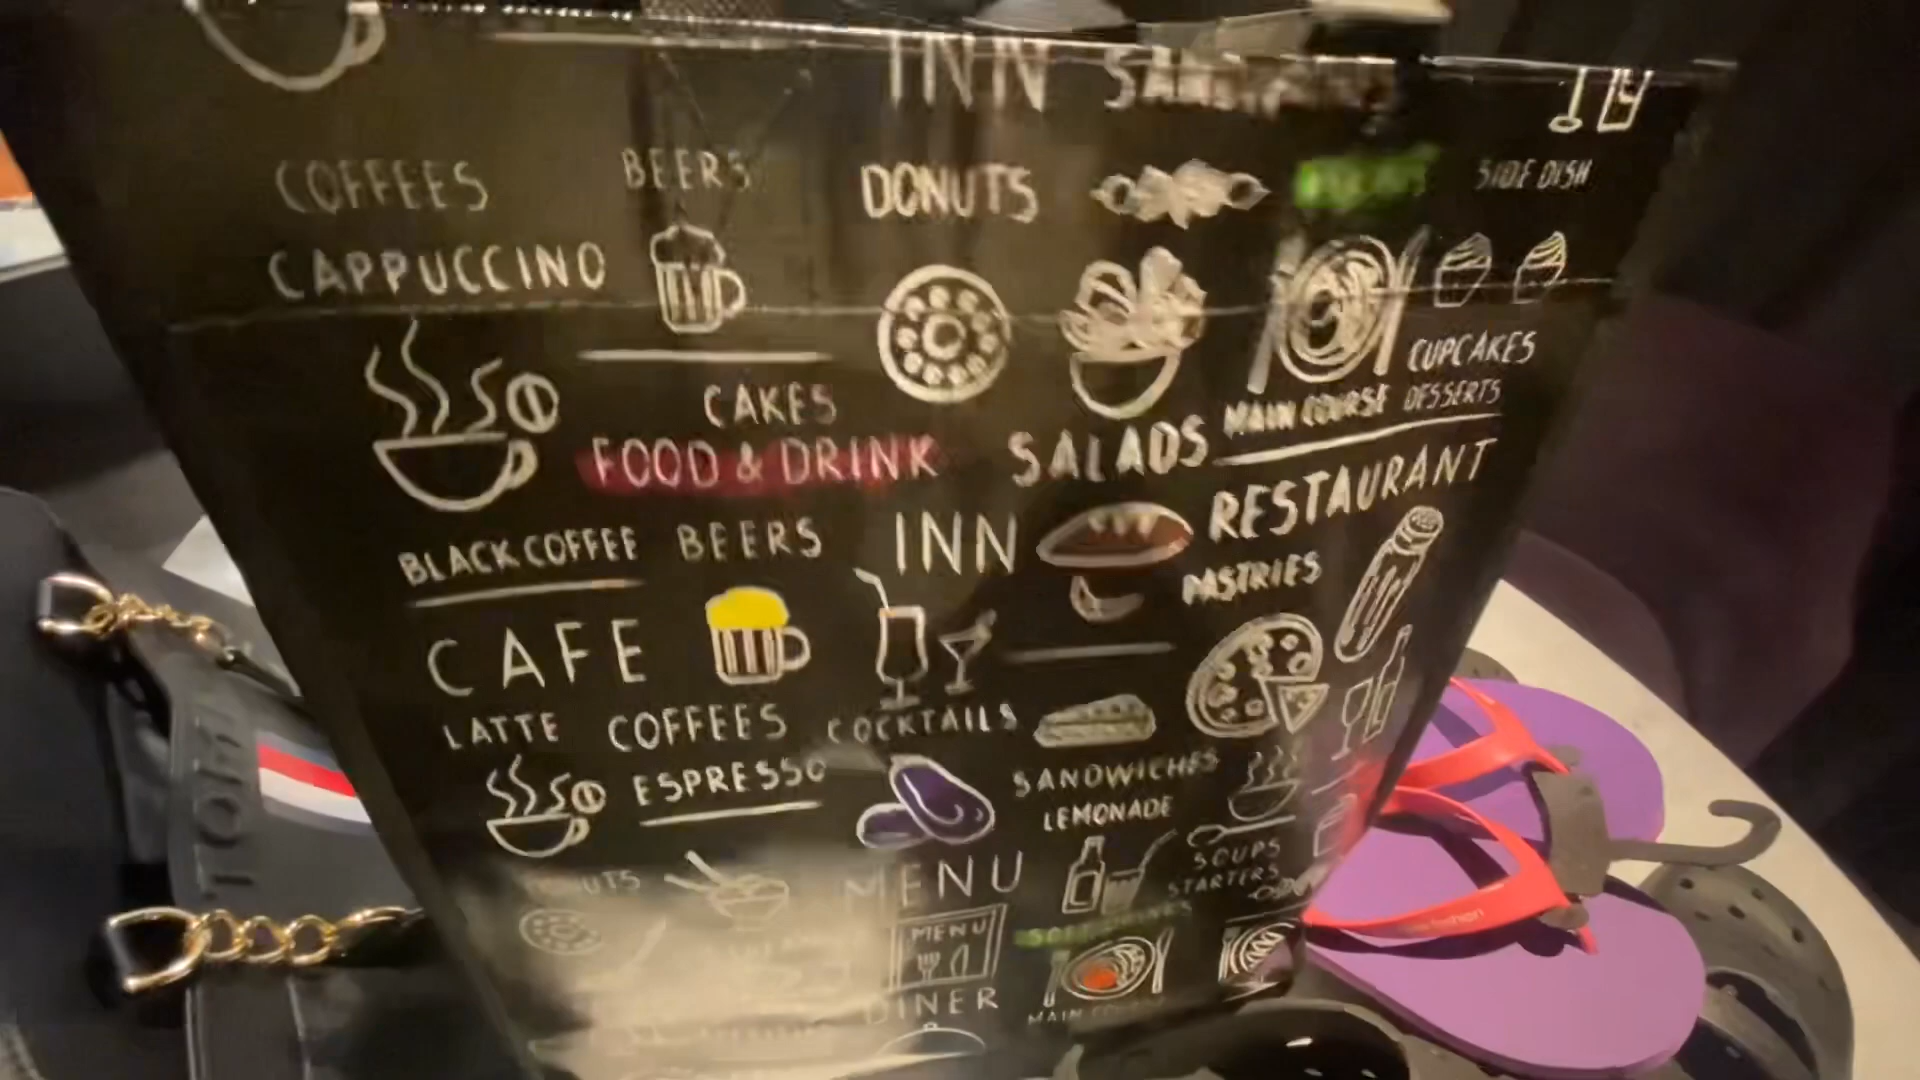 INN
COFFEES
BEERS
DONUTS
SIDE DISH
CAPPUCCINO
CUPCAKES
CAKES
MAIN COURSE
DESSERTS
FOOD & DRINK
SALADS
RESTAURANT
BLACK COFFEE
BEERS
INN
PASTRIES
CAFE
LATTE
COFFEES
COCKTAILS
ESPRESSO
SANDWICHES
LEMONADE
MENU
SOUPS
STARTERS
MENU
DINER